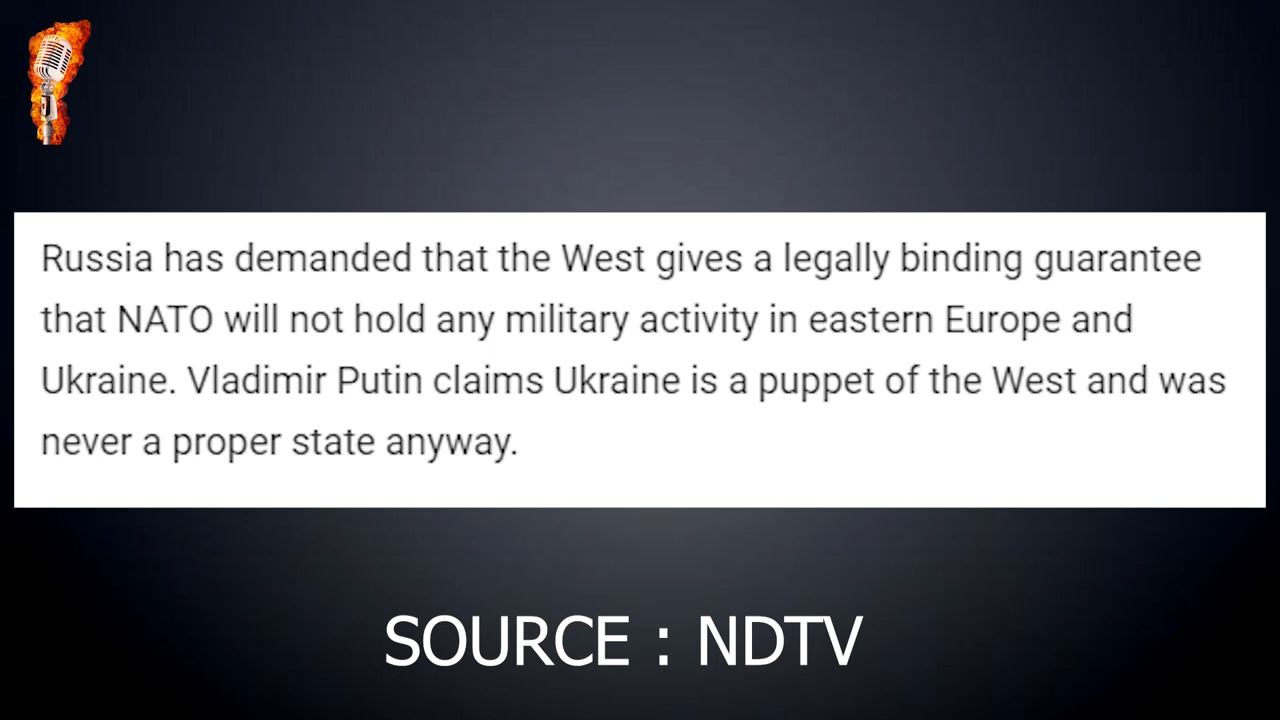 Russia has demanded that the West gives a legally binding guarantee
that NATO will not hold any military activity in eastern Europe and
Ukraine. Vladimir Putin claims Ukraine is a puppet of the West and was
never a proper state anyway.
SOURCE : NDTV